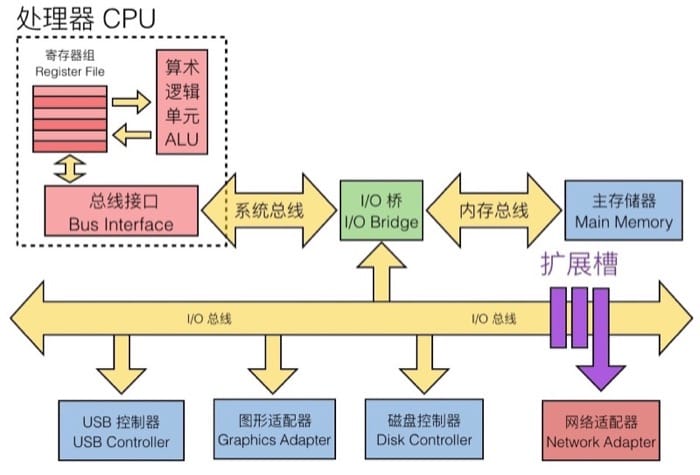 处理器 CPU
寄存器组
Register File
算术
逻辑
单元
ALU
总线接口
Bus Interface
系统总线
I/O 桥
I/O Bridge
内存总线
主存储器
Main Memory
扩展槽
I/O 总线
I/O 总线
USB 控制器
USB Controller
图形适配器
Graphics Adapter
磁盘控制器
Disk Controller
网络适配器
Network Adapter